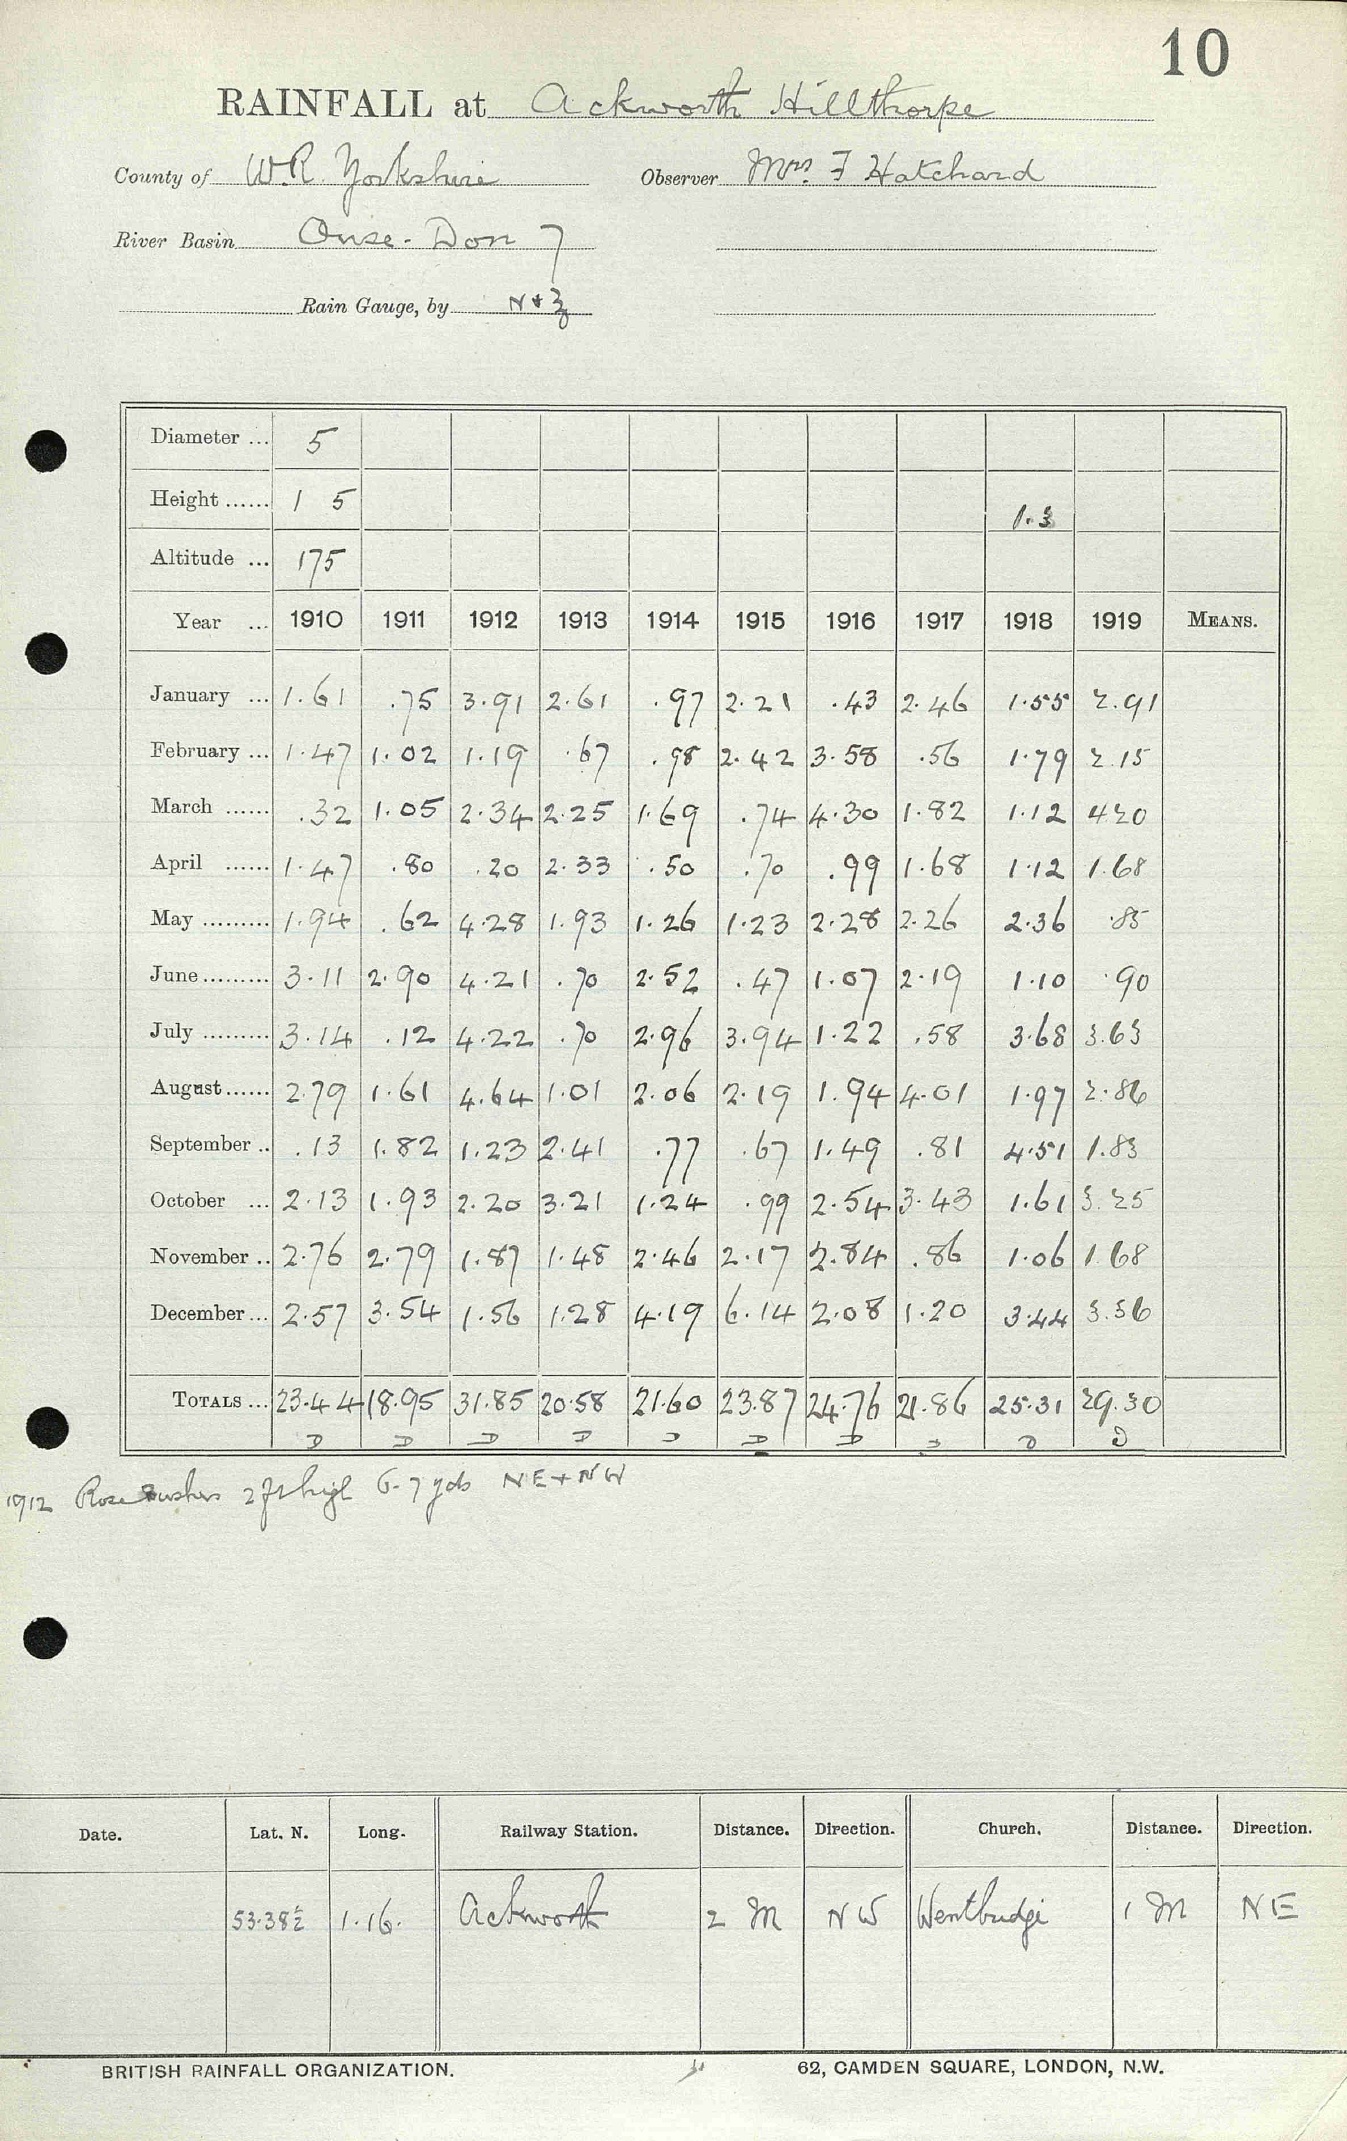 10
RAINFALL at Ackworth Hillthorpe
County of W.R. Yorkshire Observer Mrs. F Hatchard
River Basin Ouse - Don 7
Rain Gauge, by N + Z
Diameter ... 5
Height ...... 1 5 1.3
Altitude ... 175
Year ... 1910 1911 1912 1913 1914 1915 1916 1917 1918 1919 MEANS.
January ... 1.61 .75 3.91 2.61 .97 2.21 .43 2.46 1.55 2.91
February ... 1.47 1.02 1.19 .67 .98 2.42 3.58 .56 1.79 2.15
March ...... .32 1.05 2.34 2.25 1.69 .74 4.30 1.82 1.12 4 20
April ...... 1.47 .80 .20 2.33 .50 .70 .99 1.68 1.12 1.68
May ......... 1.94 .62 4.28 1.93 1.26 1.23 2.28 2.26 2.36 .85
June ......... 3.11 2.90 4.21 .70 2.52 .47 1.07 2.19 1.10 .90
July ......... 3.14 .12 4.22 .70 2.96 3.94 1.22 .58 3.68 3.63
August ...... 2.79 1.61 4.64 1.01 2.06 2.19 1.94 4.01 1.97 2.86
September .. .13 1.82 1.23 2.41 .77 .67 1.49 .81 4.51 1.83
October ... 2.13 1.93 2.20 3.21 1.24 .99 2.54 3.43 1.61 3.25
November .. 2.76 2.79 1.87 1.48 2.46 2.17 2.84 .86 1.06 1.68
December ... 2.57 3.54 1.56 1.28 4.19 6.14 2.08 1.20 3.44 3.36
TOTALS ... 23.44 18.95 31.85 20.58 21.60 23.87 24.76 21.86 25.31 29.30
D D D D D D D D D D
1912 Rose Bushes 2 ft high 6-7 yds NE + NW
Date. Lat. N. Long. Railway Station. Distance. Direction. Church. Distance. Direction.
53.38½ 1.16. Ackworth 2 M NW Wentbridge 1 M NE
BRITISH RAINFALL ORGANIZATION. 62, CAMDEN SQUARE, LONDON, N.W.